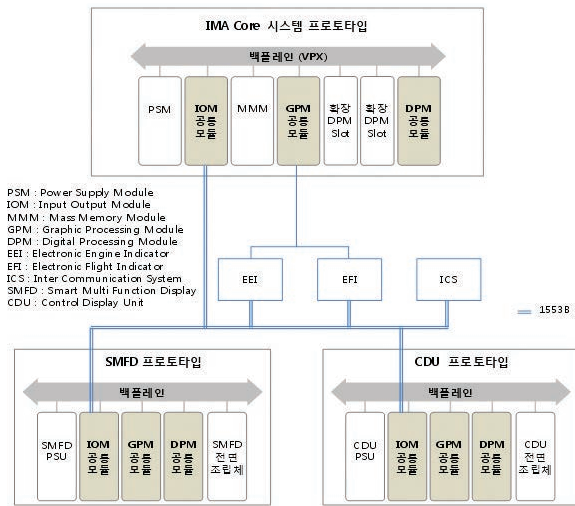 IMA Core 시스템 프로토타입
백플레인 (VPX)
PSM
IOM
공통
모듈
MMM
GPM
공통
모듈
확장
DPM
Slot
확장
DPM
Slot
DPM
공통
모듈
PSM : Power Supply Module
IOM : Input Output Module
MMM : Mass Memory Module
GPM : Graphic Processing Module
DPM : Digital Processing Module
EEI : Electronic Engine Indicator
EFI : Electronic Flight Indicator
ICS : Inter Communication System
SMFD : Smart Multi Function Display
CDU : Control Display Unit
EEI
EFI
ICS
1553B
SMFD 프로토타입
백플레인
SMFD
PSU
IOM
공통
모듈
GPM
공통
모듈
DPM
공통
모듈
SMFD
전면
조립체
CDU 프로토타입
백플레인
CDU
PSU
IOM
공통
모듈
GPM
공통
모듈
DPM
공통
모듈
CDU
전면
조립체